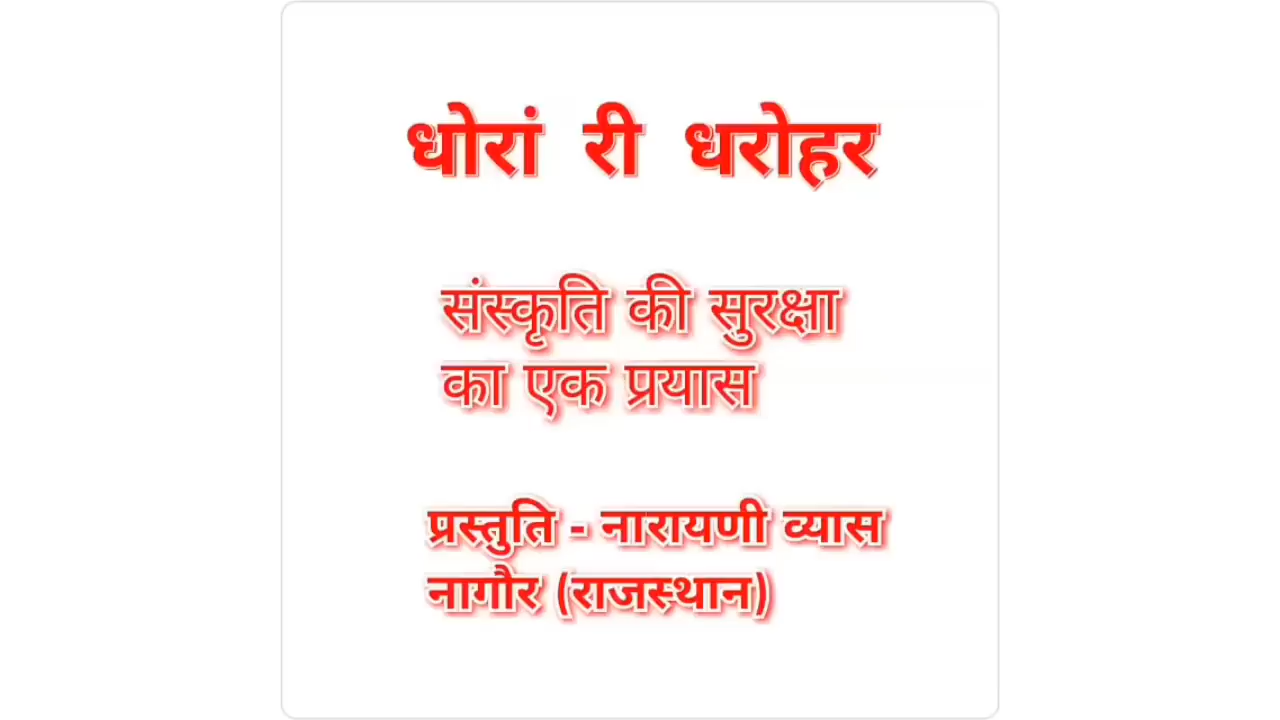 धोरां री धरोहर
संस्कृति की सुरक्षा
का एक प्रयास
प्रस्तुति - नारायणी व्यास
नागौर (राजस्थान)